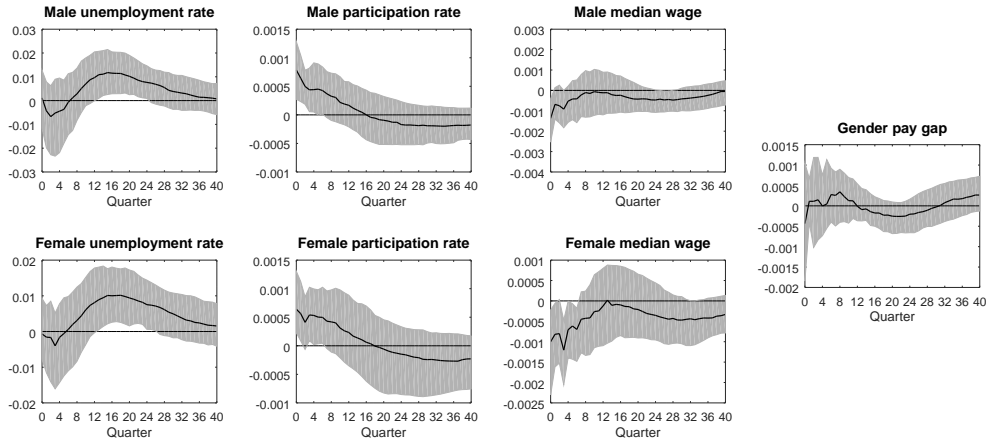 Male unemployment rate
0.03
0.02
0.01
0
-0.01
-0.02
-0.03
0 4 8 12 16 20 24 28 32 36 40
Quarter
Male participation rate
0.0015
0.001
0.0005
0
-0.0005
-0.001
0 4 8 12 16 20 24 28 32 36 40
Quarter
Male median wage
0.003
0.002
0.001
0
-0.001
-0.002
-0.003
-0.004
0 4 8 12 16 20 24 28 32 36 40
Quarter
Gender pay gap
0.0015
0.001
0.0005
0
-0.0005
-0.001
-0.0015
-0.002
0 4 8 12 16 20 24 28 32 36 40
Quarter
Female unemployment rate
0.02
0.01
0
-0.01
-0.02
0 4 8 12 16 20 24 28 32 36 40
Quarter
Female participation rate
0.0015
0.001
0.0005
0
-0.0005
-0.001
0 4 8 12 16 20 24 28 32 36 40
Quarter
Female median wage
0.001
0.0005
0
-0.0005
-0.001
-0.0015
-0.002
-0.0025
0 4 8 12 16 20 24 28 32 36 40
Quarter